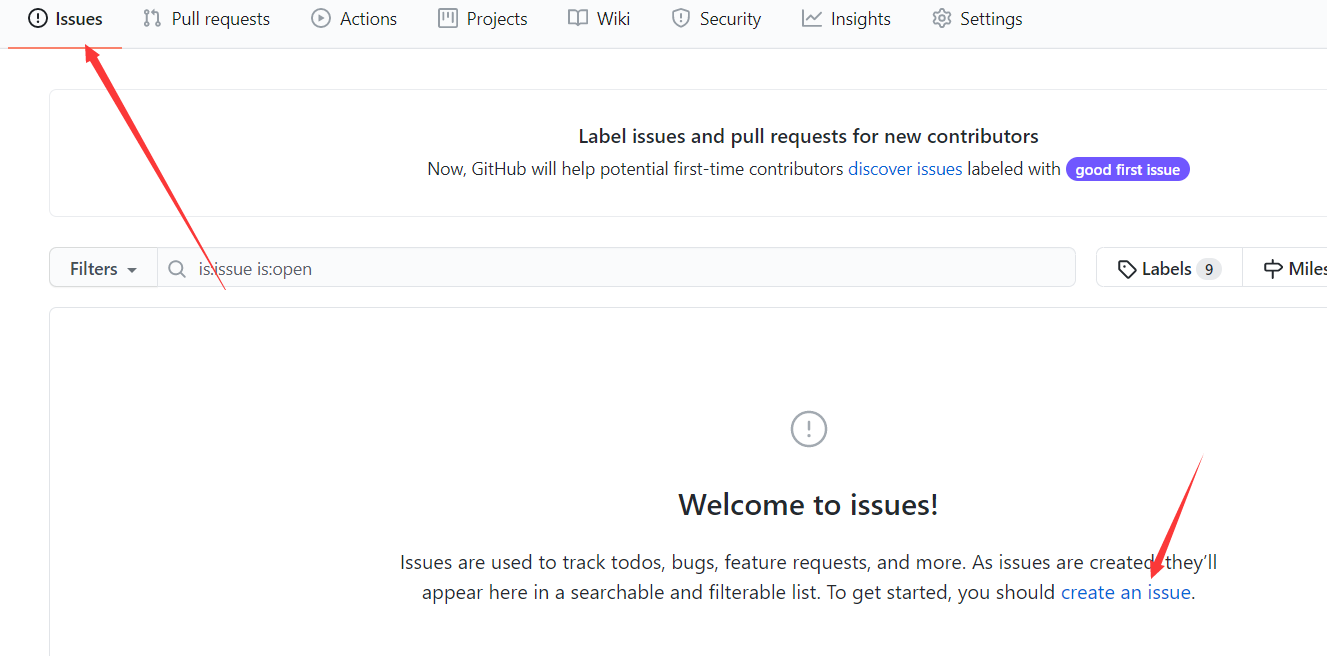 Issues Pull requests Actions Projects Wiki Security Insights Settings
Label issues and pull requests for new contributors
Now, GitHub will help potential first-time contributors discover issues labeled with good first issue
Filters is:issue is:open Labels 9 Miles
Welcome to issues!
Issues are used to track todos, bugs, feature requests, and more. As issues are created, they’ll
appear here in a searchable and filterable list. To get started, you should create an issue.